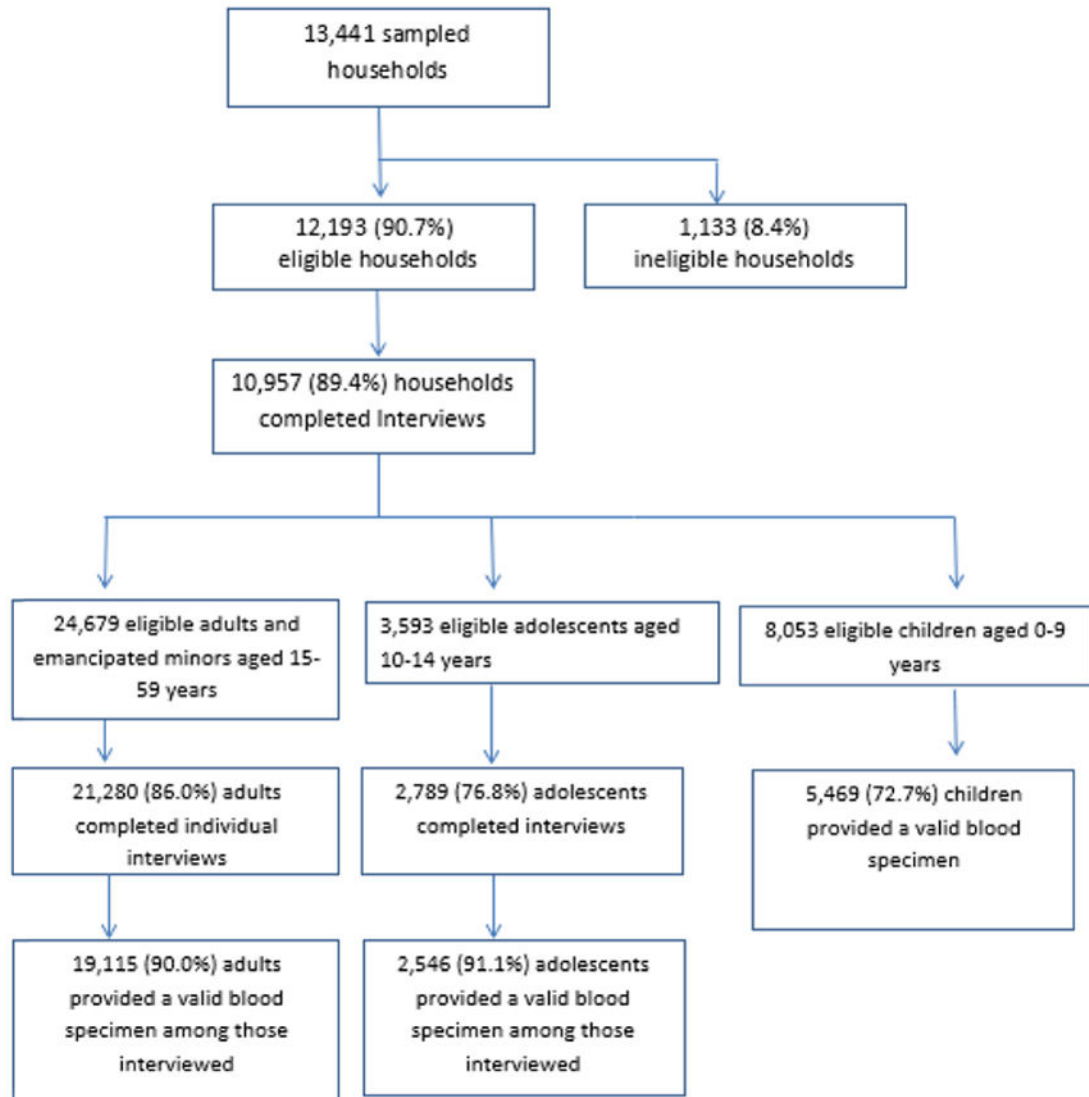 13,441 sampled
households
12,193 (90.7%)
eligible households
1,133 (8.4%)
ineligible households
10,957 (89.4%) households
completed Interviews
24,679 eligible adults and
emancipated minors aged 15-
59 years
3,593 eligible adolescents aged
10-14 years
8,053 eligible children aged 0-9
years
21,280 (86.0%) adults
completed individual
interviews
2,789 (76.8%) adolescents
completed interviews
5,469 (72.7%) children
provided a valid blood
specimen
19,115 (90.0%) adults
provided a valid blood
specimen among those
interviewed
2,546 (91.1%) adolescents
provided a valid blood
specimen among those
interviewed